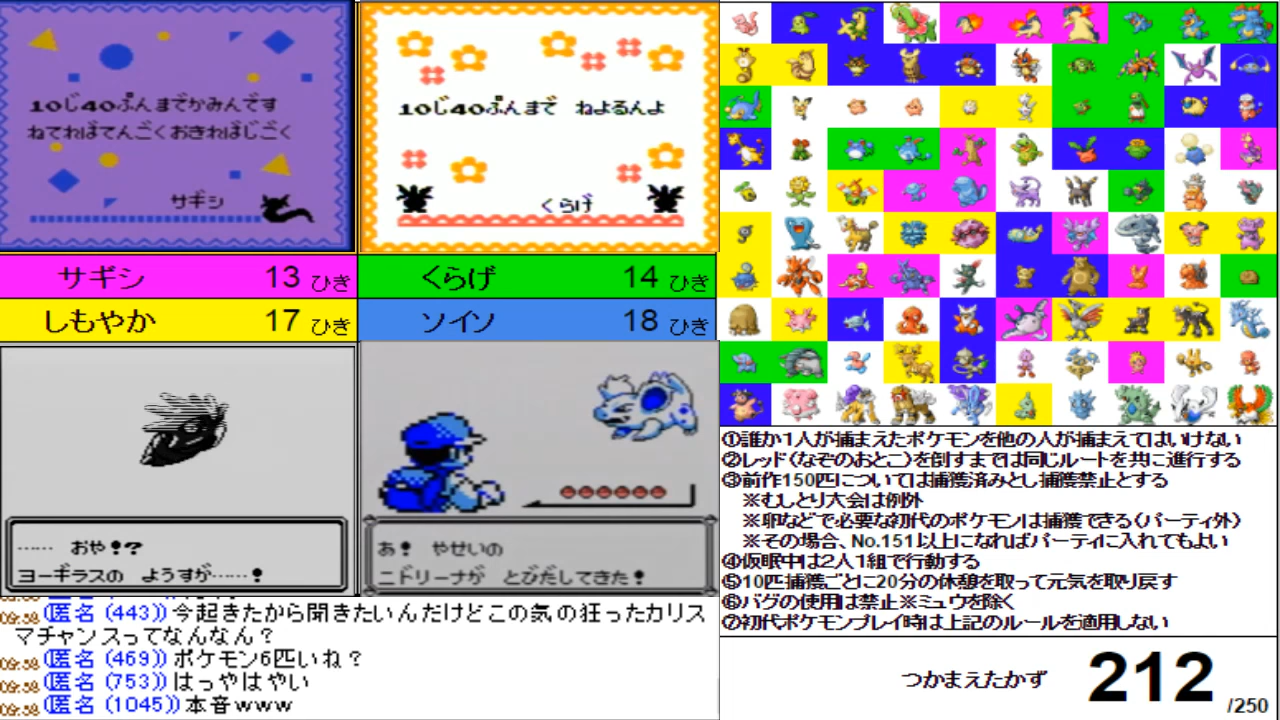 10じ40ぷんまでかみんです
ねてればてんごくおきればじごく
サギシ
10じ40ぷんまで ねよるんよ
くらげ
サギシ 13 ひき
くらげ 14 ひき
しもやか 17 ひき
ソイソ 18 ひき
…… おや!?
ヨーギラスの ようすが……!
あ! やせいの
ニドリーナが とびだしてきた!
09:58 (匿名 (443)) 今起きたから聞きたいんだけどこの気の狂ったカリス
マチャンスってなんなん?
09:58 (匿名 (469)) ポケモン6匹いね?
09:58 (匿名 (753)) はっやはやい
09:58 (匿名 (1045)) 本音www
①誰か1人が捕まえたポケモンを他の人が捕まえてはいけない
②レッド(なぞのおとこ)を倒すまでは同じルートを共に進行する
③前作150匹については捕獲済みとし捕獲禁止とする
※むしとり大会は例外
※卵などで必要な初代のポケモンは捕獲できる(パーティ外)
※その場合、No.151以上になればパーティに入れてもよい
④仮眠中は2人1組で行動する
⑤10匹捕獲ごとに20分の休憩を取って元気を取り戻す
⑥バグの使用は禁止※ミュウを除く
⑦初代ポケモンプレイ時は上記のルールを適用しない
つかまえたかず 212 /250